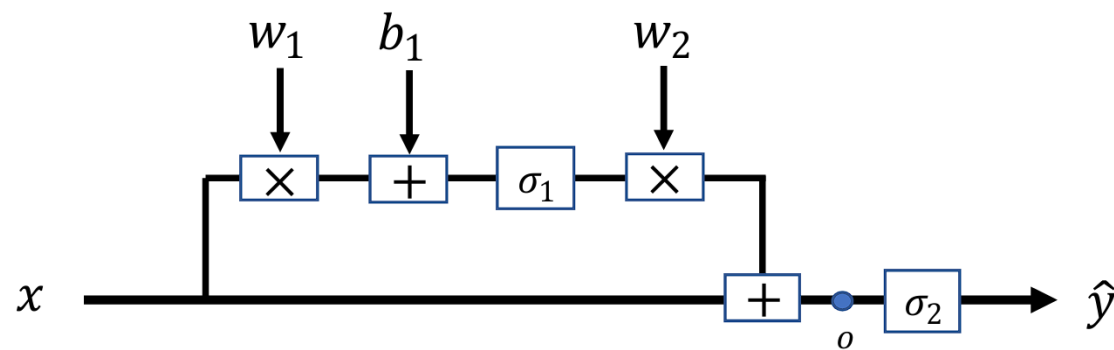 w₁ b₁ w₂
× + σ₁ ×
x + σ₂ ŷ
o